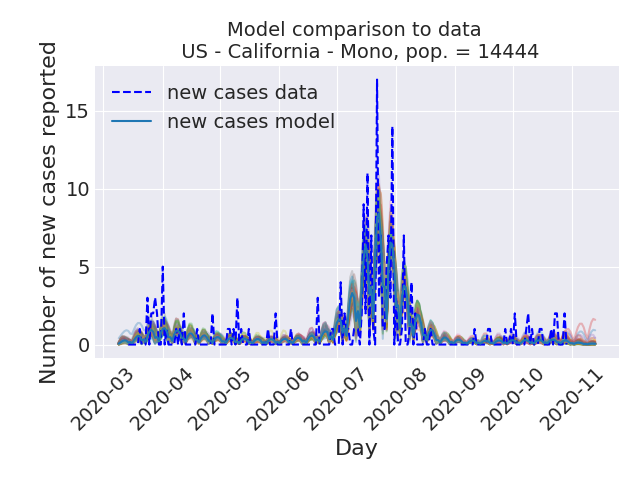 Model comparison to data
US - California - Mono, pop. = 14444
Number of new cases reported
15
10
5
0
new cases data
new cases model
2020-03
2020-04
2020-05
2020-06
2020-07
2020-08
2020-09
2020-10
2020-11
Day